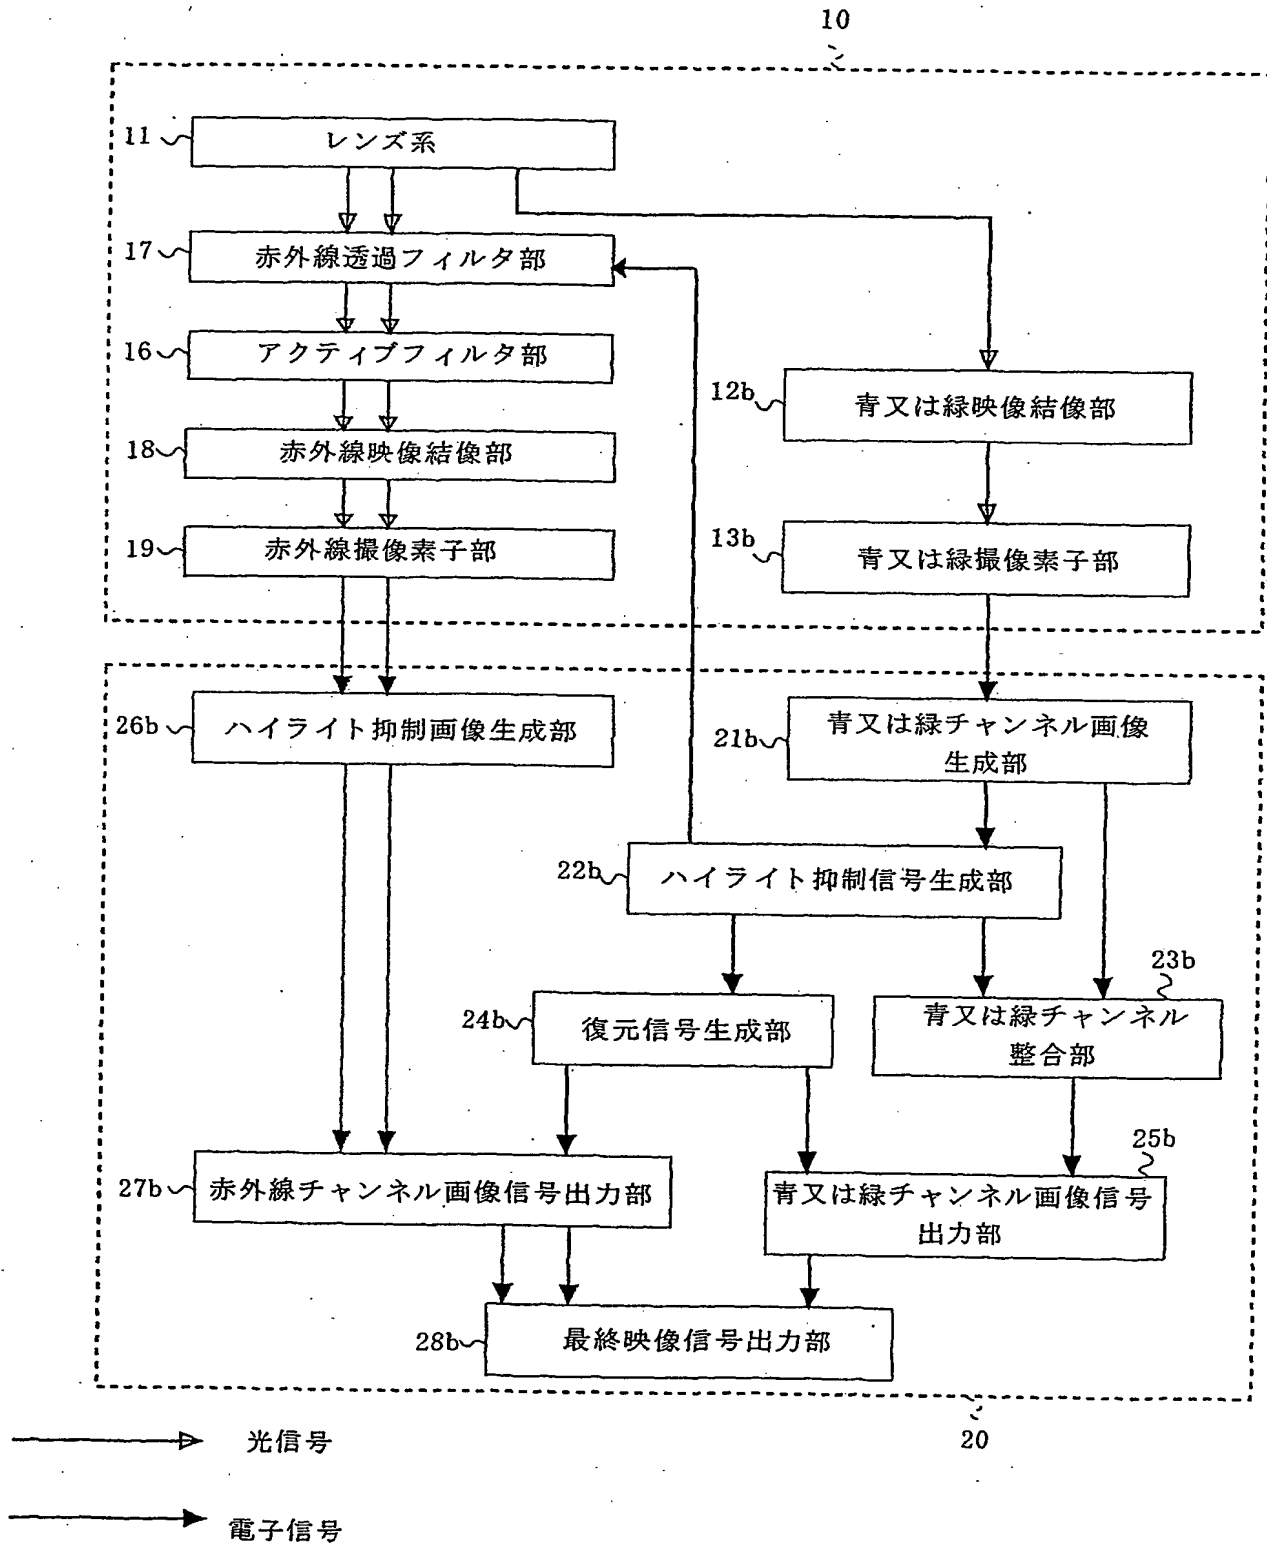 10
11
レンズ系
17
赤外線透過フィルタ部
16
アクティブフィルタ部
12b
青又は緑映像結像部
18
赤外線映像結像部
19
赤外線撮像素子部
13b
青又は緑撮像素子部
26b
ハイライト抑制画像生成部
21b
青又は緑チャンネル画像
生成部
22b
ハイライト抑制信号生成部
23b
24b
復元信号生成部
青又は緑チャンネル
整合部
25b
27b
赤外線チャンネル画像信号出力部
青又は緑チャンネル画像信号
出力部
28b
最終映像信号出力部
20
光信号
電子信号